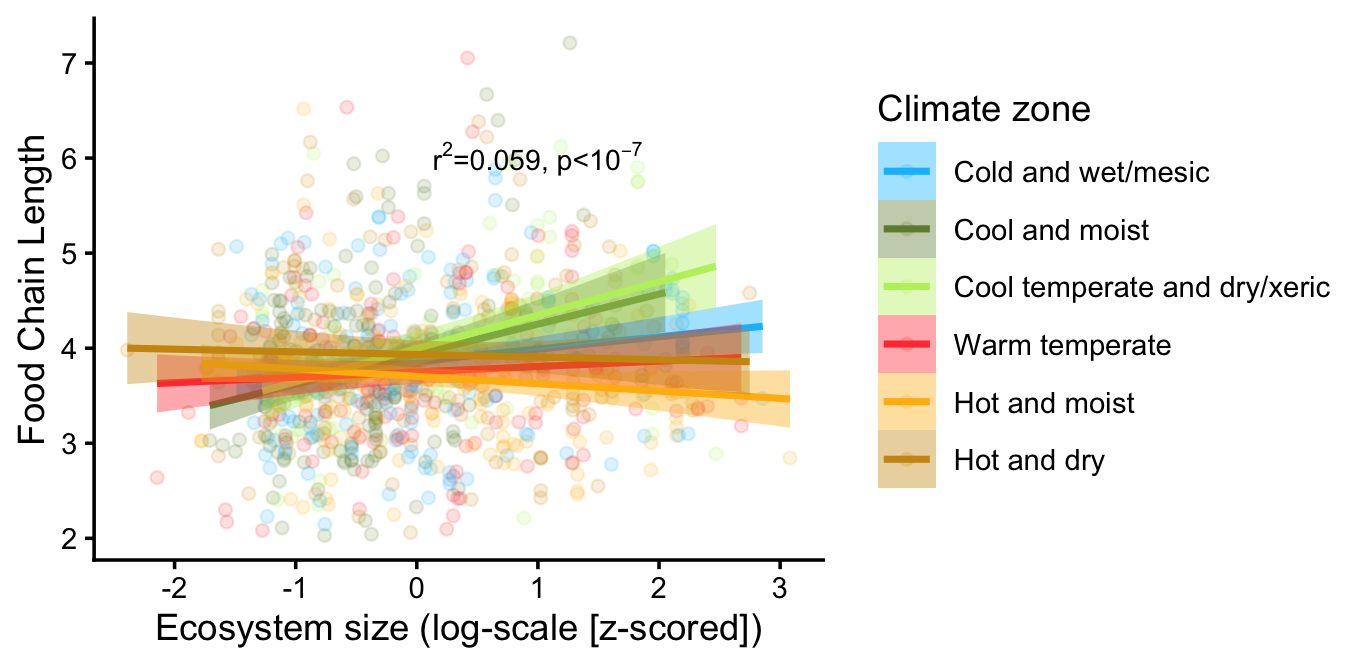 7
6
5
4
3
2
Food Chain Length
r²=0.059, p<10⁻⁷
-2 -1 0 1 2 3
Ecosystem size (log-scale [z-scored])
Climate zone
Cold and wet/mesic
Cool and moist
Cool temperate and dry/xeric
Warm temperate
Hot and moist
Hot and dry